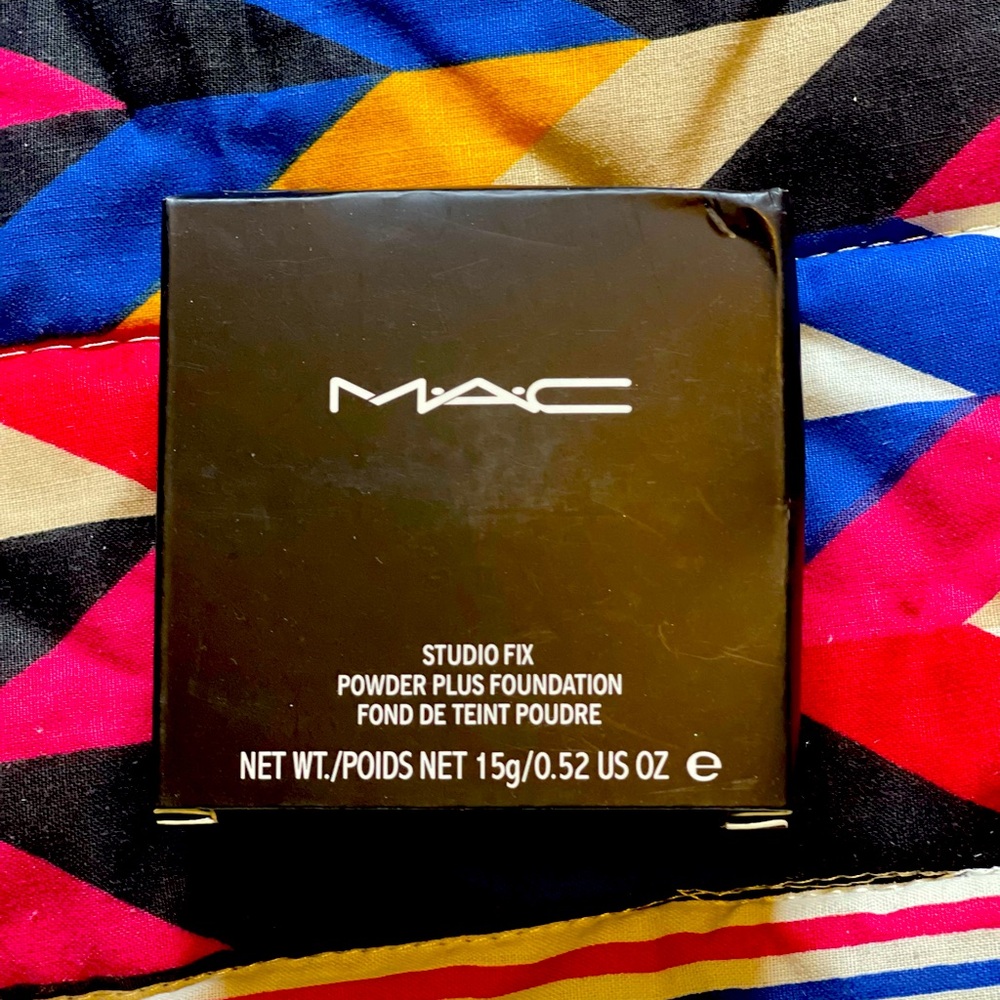 M·A·C
STUDIO FIX
POWDER PLUS FOUNDATION
FOND DE TEINT POUDRE
NET WT./POIDS NET 15g/0.52 US OZ ℮